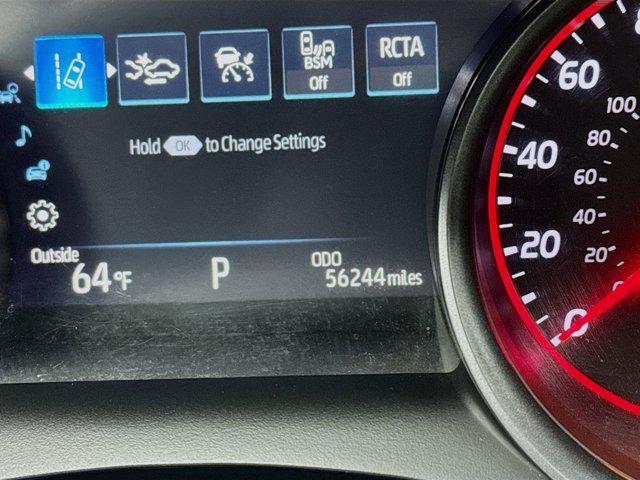 BSM
Off
RCTA
Off
Hold OK to Change Settings
Outside
64°F
P
ODO
56244 miles
60
40
20
0
100
80
60
40
20